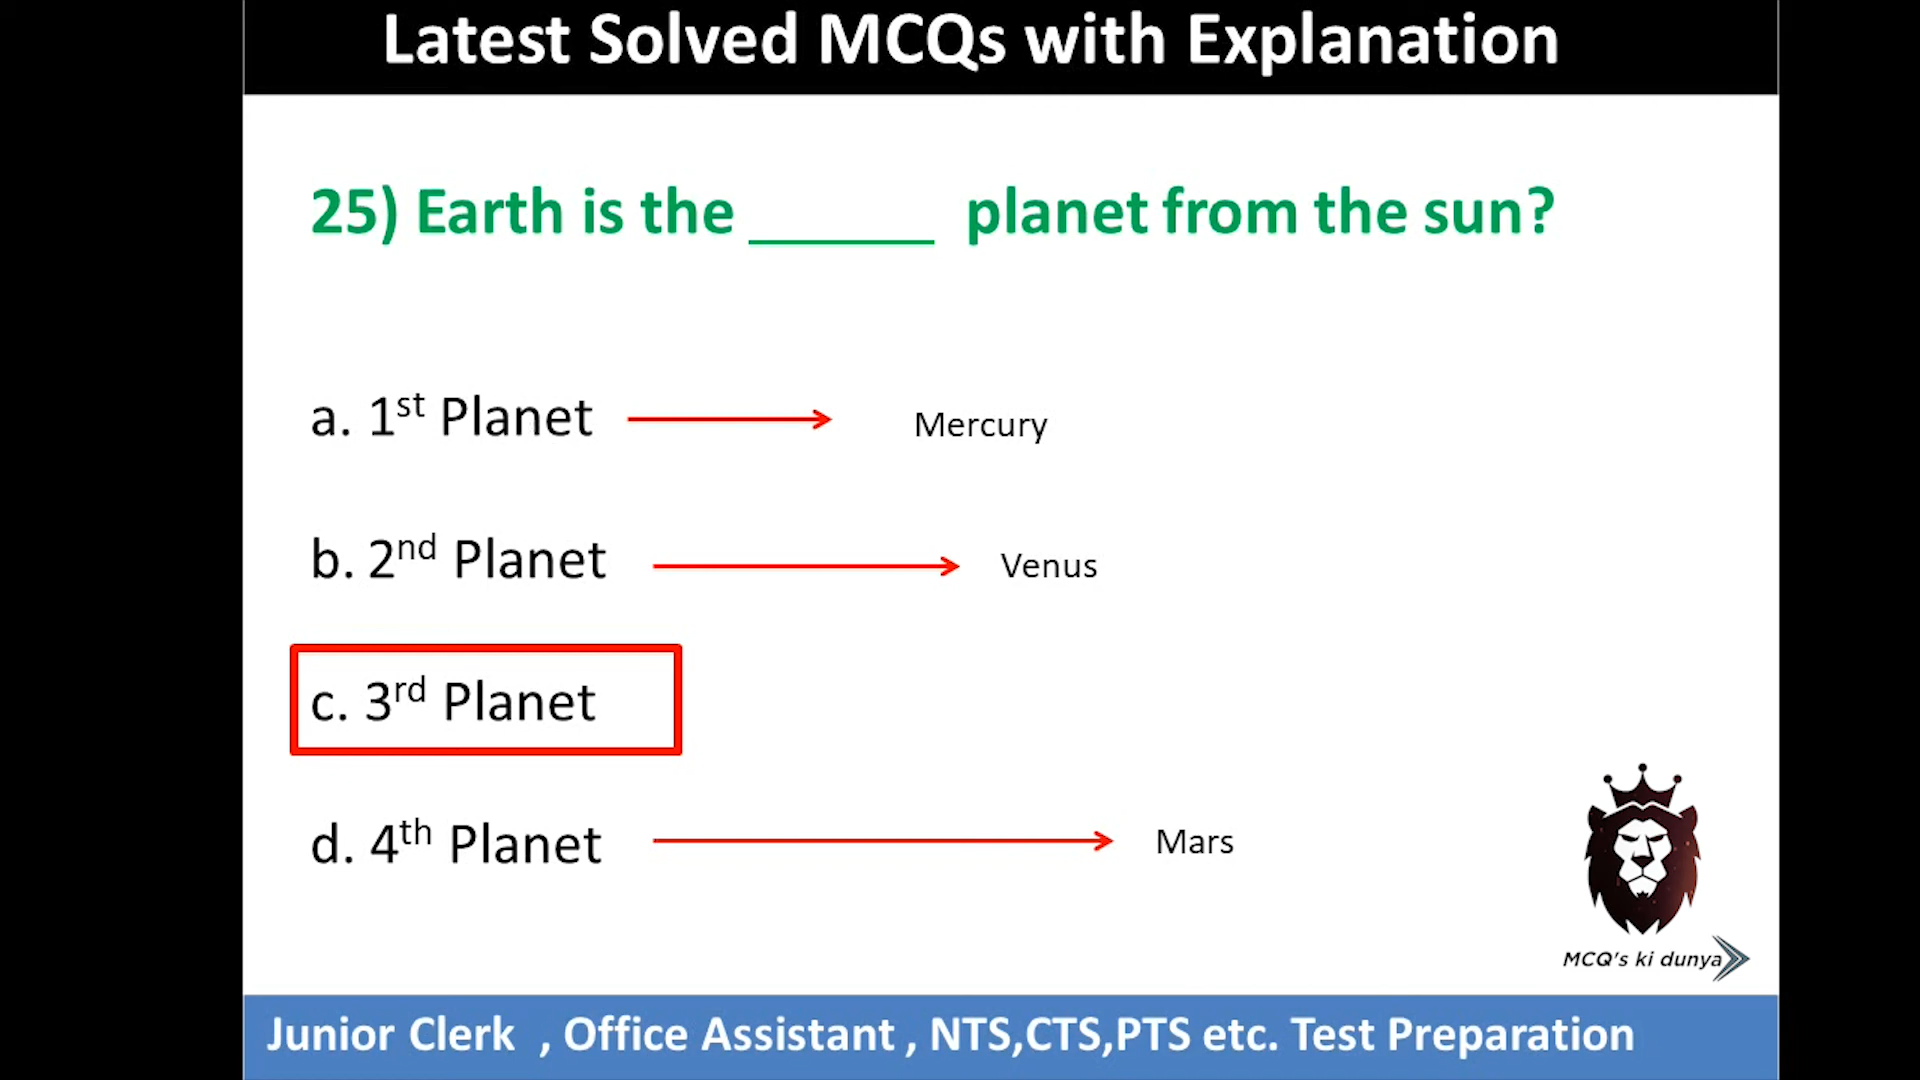 Latest Solved MCQs with Explanation
25) Earth is the ______ planet from the sun?
a. 1st Planet Mercury
b. 2nd Planet Venus
c. 3rd Planet
d. 4th Planet Mars
MCQ's ki dunya
Junior Clerk , Office Assistant , NTS,CTS,PTS etc. Test Preparation